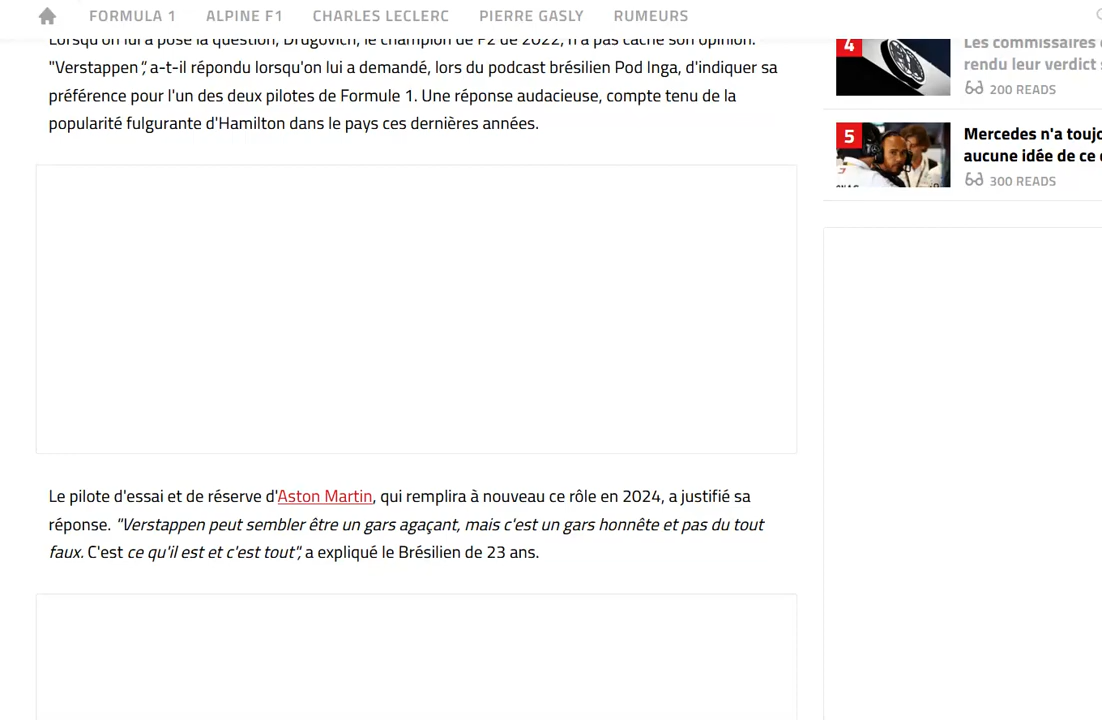 FORMULA 1 ALPINE F1 CHARLES LECLERC PIERRE GASLY RUMEURS
Lorsqu'on lui a posé la question, Drugovich, le champion de F2 de 2022, n'a pas caché son opinion.
"Verstappen", a-t-il répondu lorsqu'on lui a demandé, lors du podcast brésilien Pod Inga, d'indiquer sa
préférence pour l'un des deux pilotes de Formule 1. Une réponse audacieuse, compte tenu de la
popularité fulgurante d'Hamilton dans le pays ces dernières années.
Le pilote d'essai et de réserve d'Aston Martin, qui remplira à nouveau ce rôle en 2024, a justifié sa
réponse. "Verstappen peut sembler être un gars agaçant, mais c'est un gars honnête et pas du tout
faux. C'est ce qu'il est et c'est tout", a expliqué le Brésilien de 23 ans.
4
Les commissaires
rendu leur verdict
200 READS
5
Mercedes n'a
aucune idée de ce
300 READS